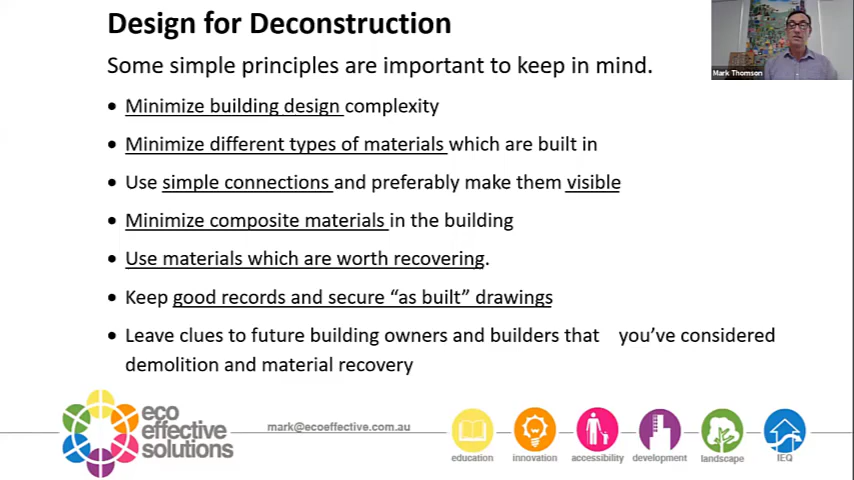 Design for Deconstruction
Mark Thomson
Some simple principles are important to keep in mind.
• Minimize building design complexity
• Minimize different types of materials which are built in
• Use simple connections and preferably make them visible
• Minimize composite materials in the building
• Use materials which are worth recovering.
• Keep good records and secure “as built” drawings
• Leave clues to future building owners and builders that you’ve considered
demolition and material recovery
eco
effective
solutions
mark@ecoeffective.com.au
education innovation accessibility development landscape IEQ